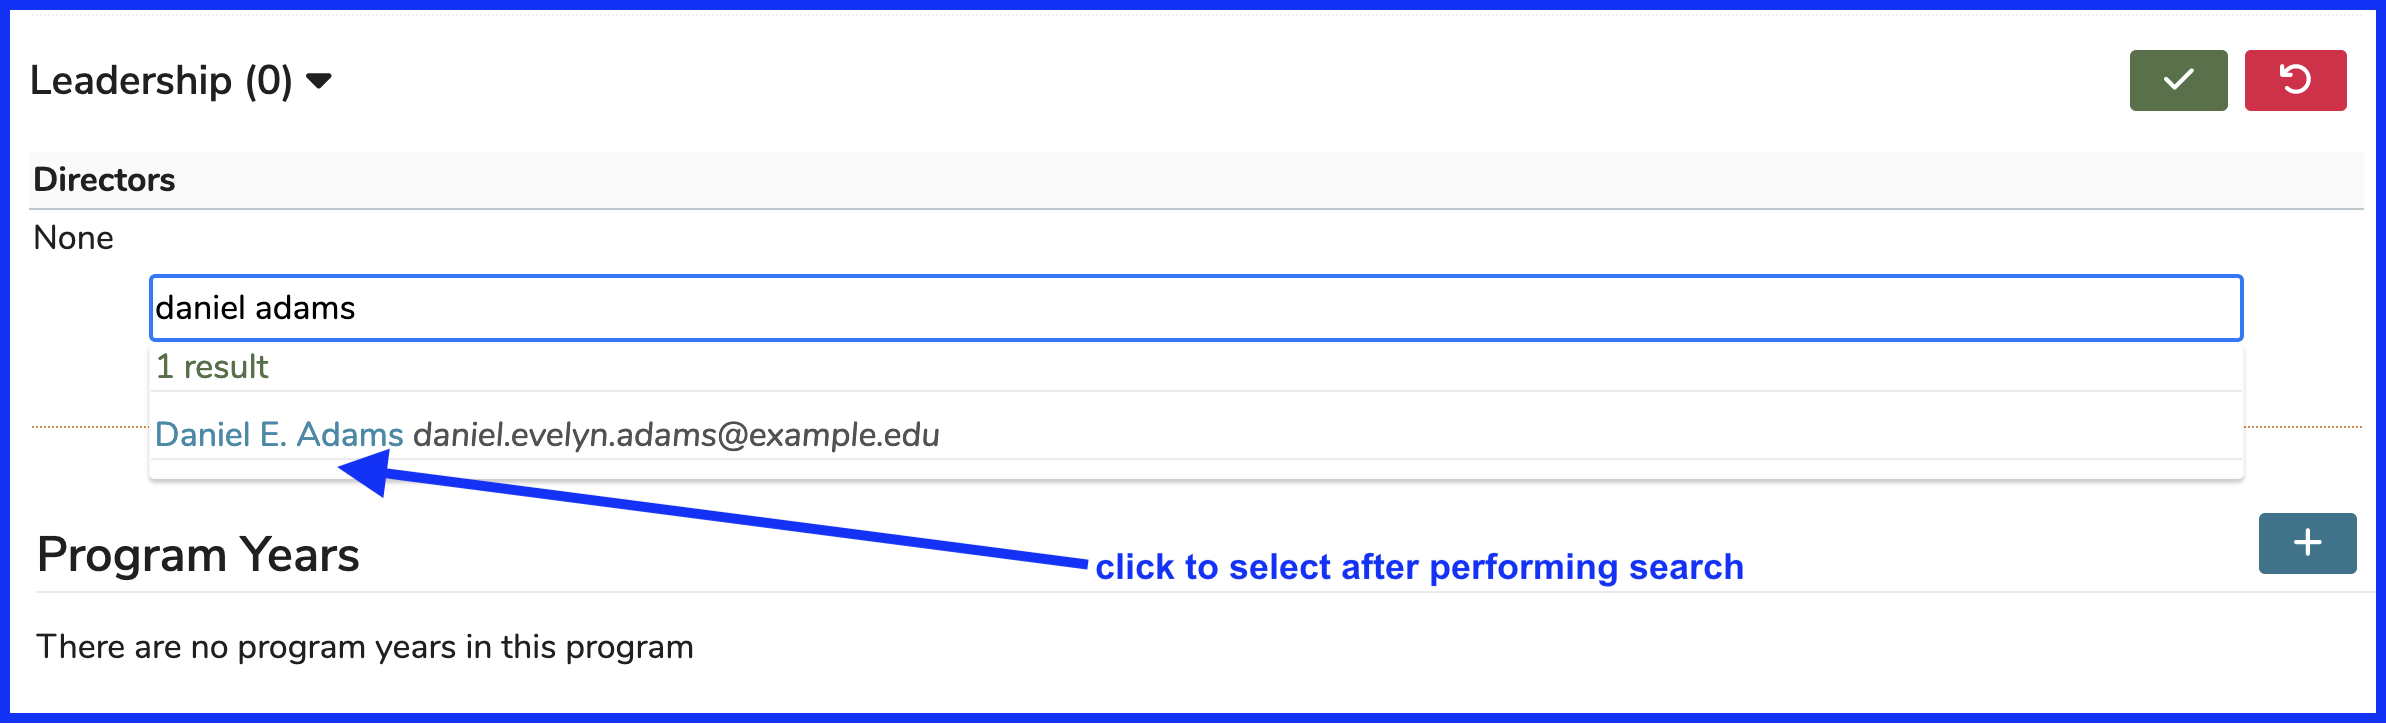 Leadership (0)
Directors
None
daniel adams
1 result
Daniel E. Adams daniel.evelyn.adams@example.edu
click to select after performing search
Program Years
There are no program years in this program